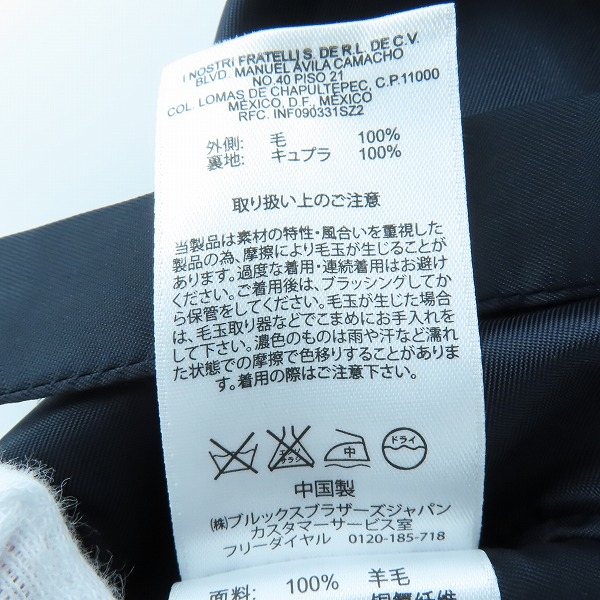 I NOSTRI FRATELLI S. DE R.L. DE C.V.
BLVD. MANUEL ÁVILA CAMACHO
NO.40 PISO 21
COL. LOMAS DE CHAPULTEPEC, C.P.11000
MÉXICO, D.F., MÉXICO
RFC. INF090331SZ2
外側: 毛 100%
裏地: キュプラ 100%
取り扱い上のご注意
当製品は素材の特性・風合いを重視した
製品の為、摩擦により毛玉が生じることが
あります。過度な着用・連続着用はお避け
ください。ご着用後は、ブラッシングしてか
ら保管をしてください。毛玉が生じた場合
は、毛玉取り器などでこまめにお手入れを
して下さい。濃色のものは雨や汗など濡れ
た状態での摩擦で色移りすることがありま
す。着用の際はご注意下さい。
エンソ
サラシ
中
ドライ
中国製
(株)ブルックスブラザーズジャパン
カスタマーサービス室
フリーダイヤル 0120-185-718
面料: 100% 羊毛